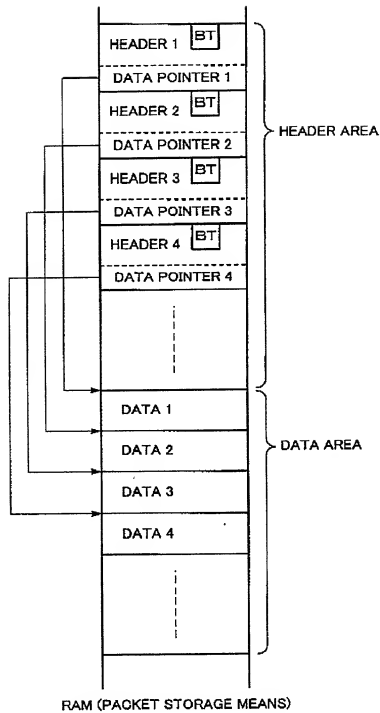 HEADER 1 BT
DATA POINTER 1
HEADER 2 BT
DATA POINTER 2
HEADER 3 BT
DATA POINTER 3
HEADER 4 BT
DATA POINTER 4
HEADER AREA
DATA 1
DATA 2
DATA 3
DATA 4
DATA AREA
RAM (PACKET STORAGE MEANS)